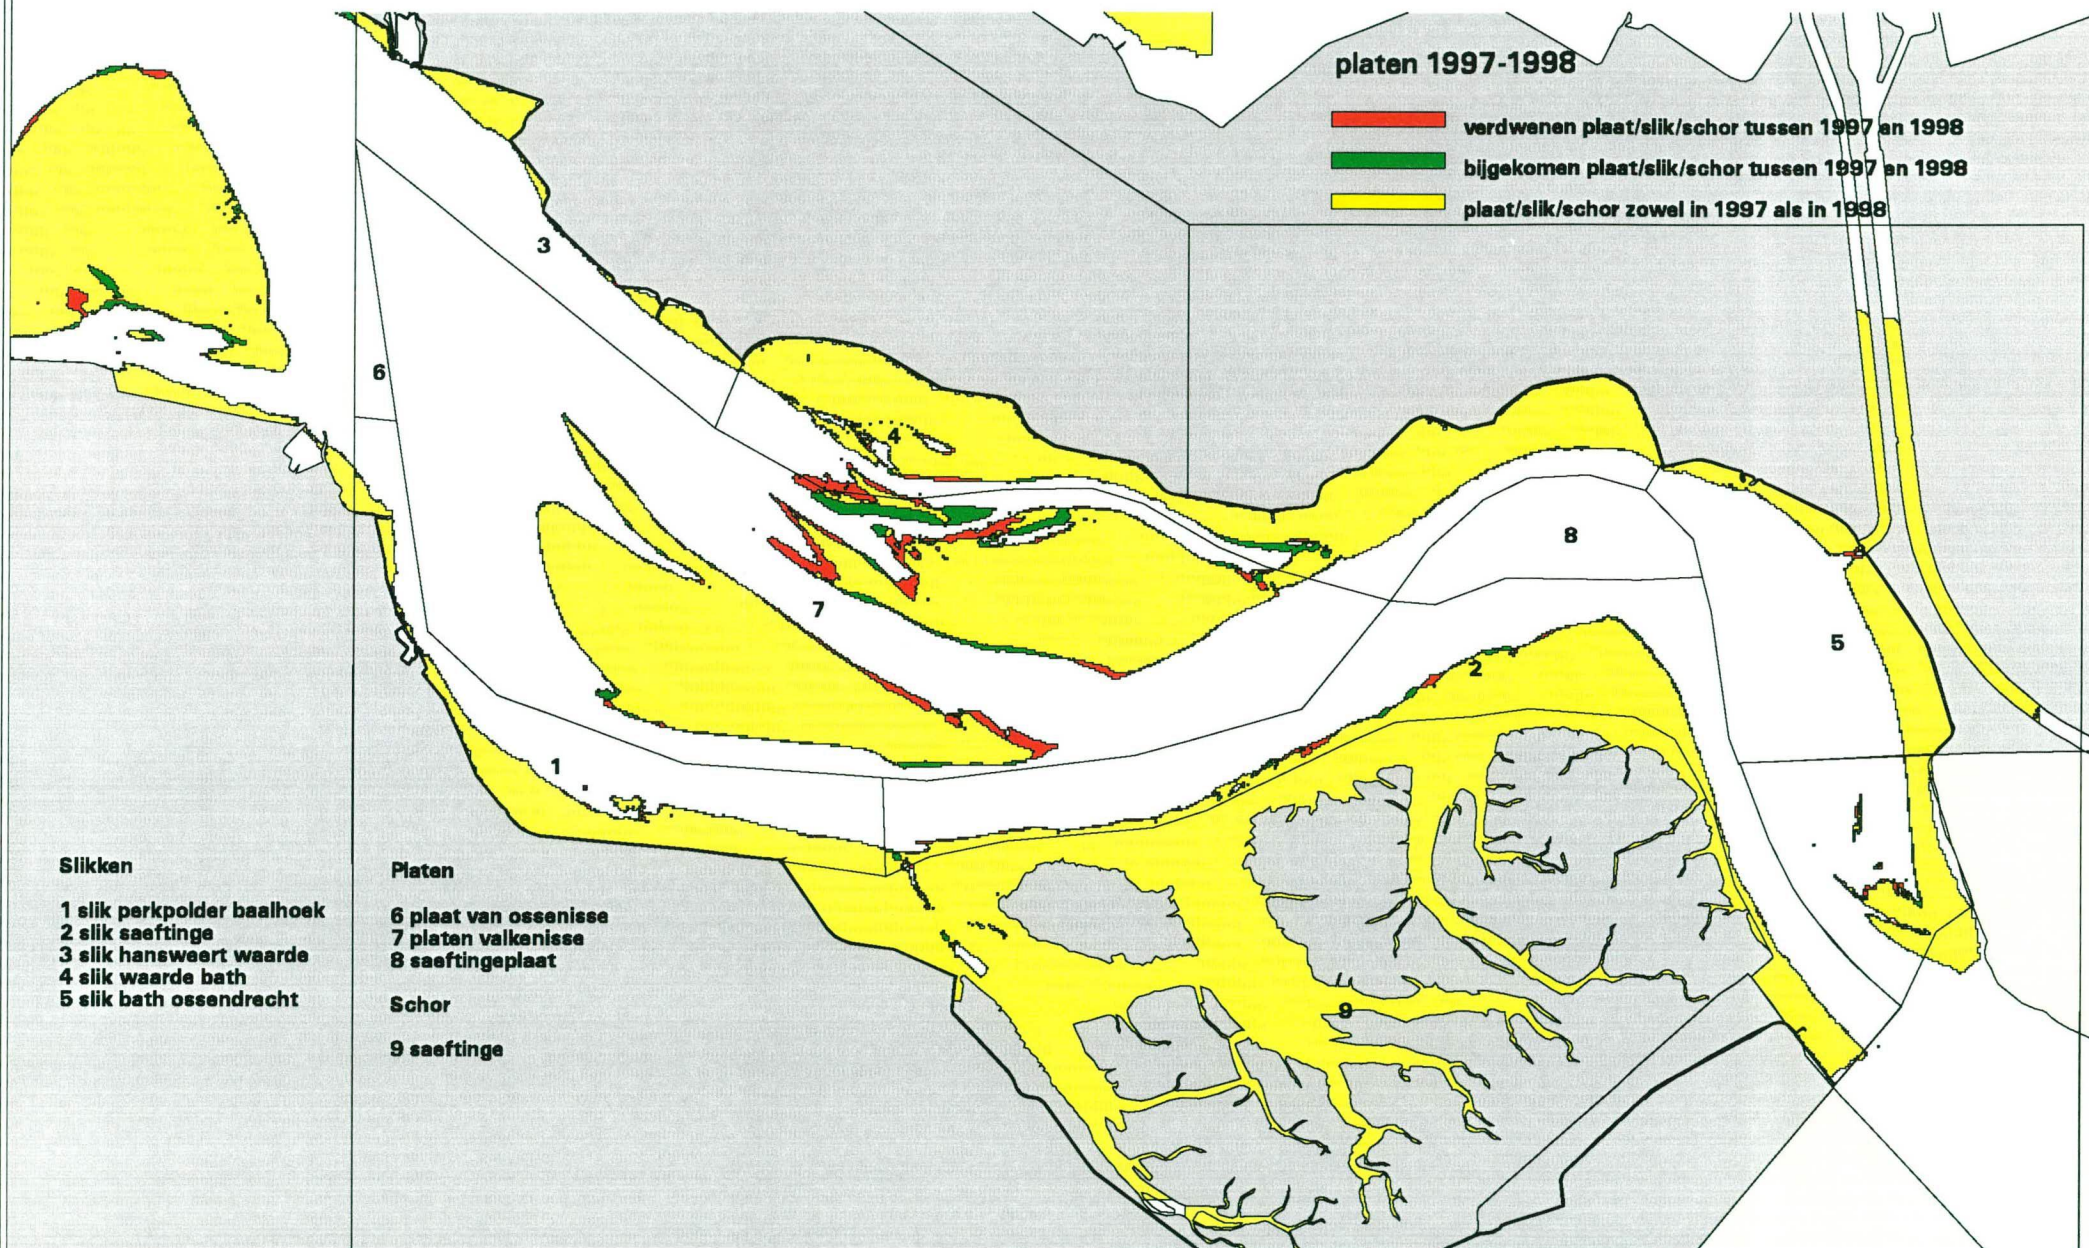 platen 1997-1998
verdwenen plaat/slik/schor tussen 1997 en 1998
bijgekomen plaat/slik/schor tussen 1997 en 1998
plaat/slik/schor zowel in 1997 als in 1998
3
6
4
8
7
5
2
1
9
Slikken
1 slik perkpolder baalhoek
2 slik saeftinge
3 slik hansweert waarde
4 slik waarde bath
5 slik bath ossendrecht
Platen
6 plaat van ossenisse
7 platen valkenisse
8 saeftingeplaat
Schor
9 saeftinge